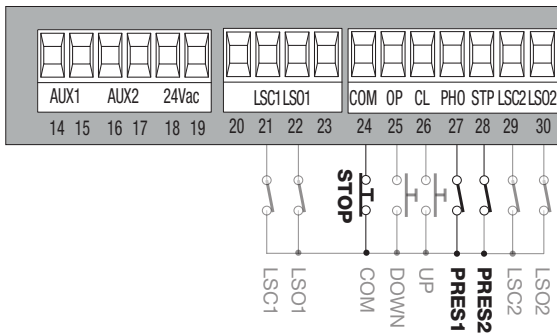 AUX1 AUX2 24Vac LSC1 LSO1 COM OP CL PHO STP LSC2 LSO2
14 15 16 17 18 19 20 21 22 23 24 25 26 27 28 29 30
STOP
LSC1 LSO1 COM DOWN UP PRES1 PRES2 LSC2 LSO2